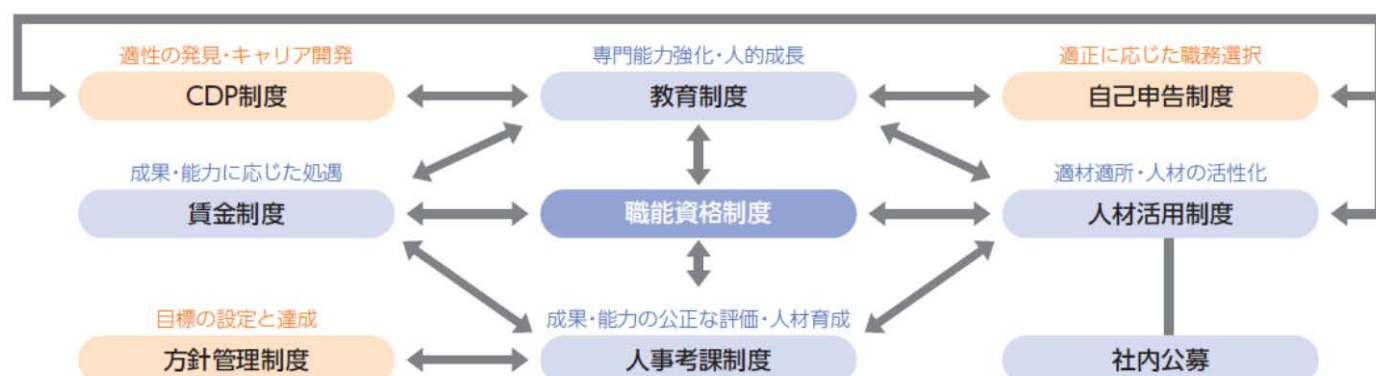 適性の発見・キャリア開発
CDP制度
専門能力強化・人的成長
教育制度
適正に応じた職務選択
自己申告制度
成果・能力に応じた処遇
賃金制度
職能資格制度
適材適所・人材の活性化
人材活用制度
目標の設定と達成
方針管理制度
成果・能力の公正な評価・人材育成
人事考課制度
社内公募